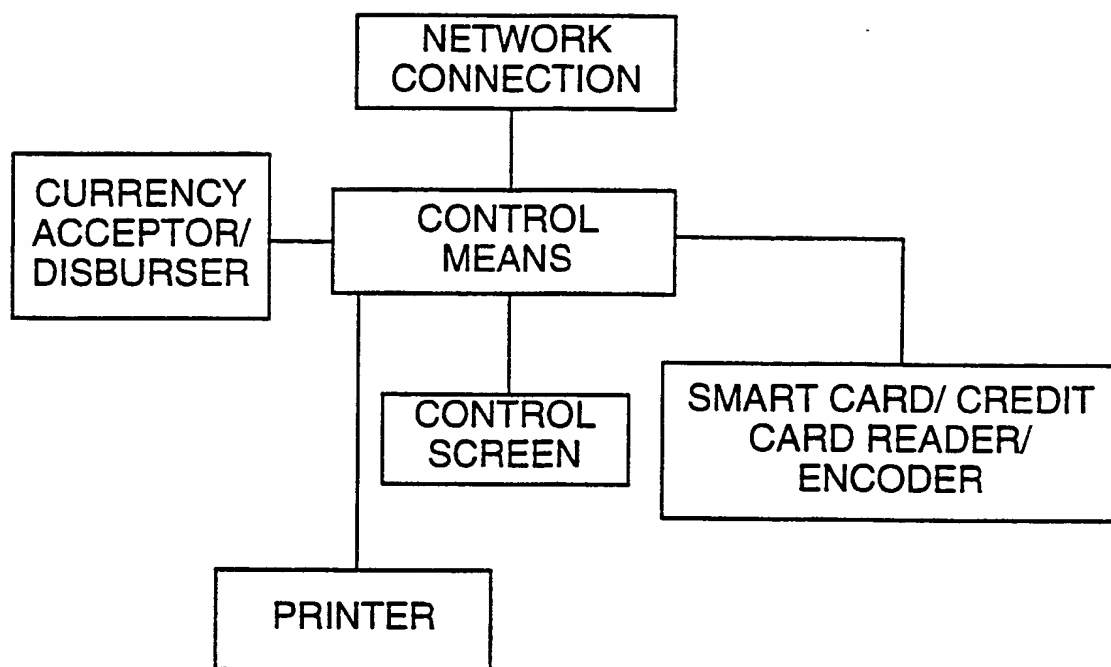 NETWORK
CONNECTION
CURRENCY
ACCEPTOR/
DISBURSER
CONTROL
MEANS
CONTROL
SCREEN
SMART CARD/ CREDIT
CARD READER/
ENCODER
PRINTER